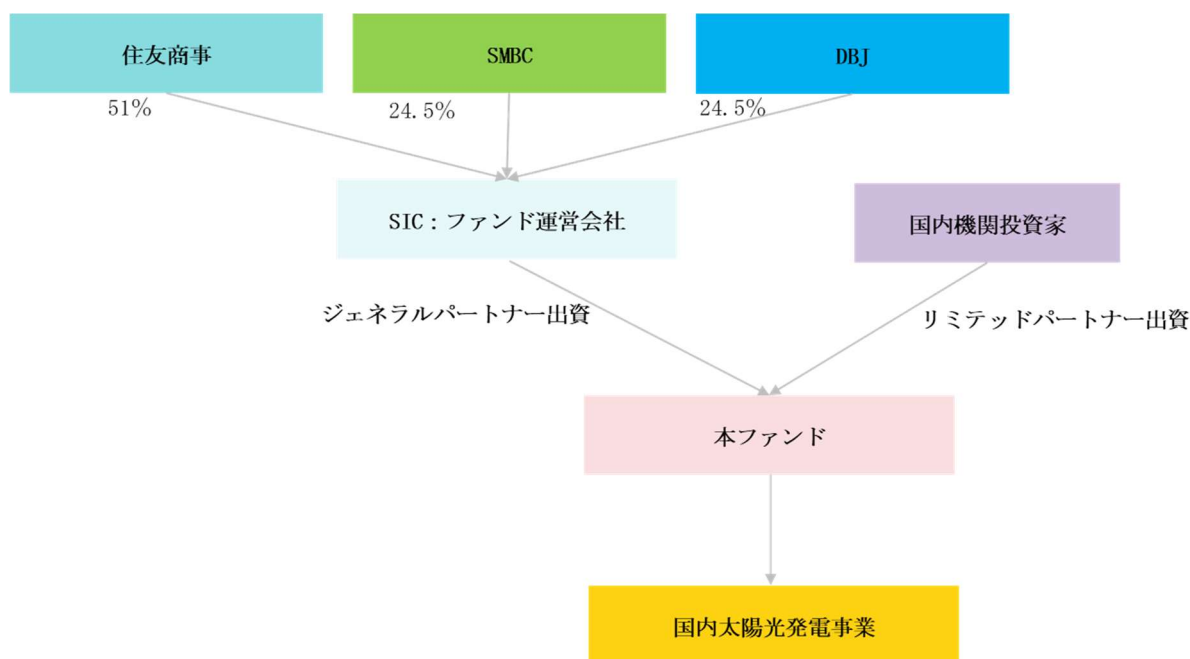 住友商事
SMBC
DBJ
51%
24.5%
24.5%
SIC：ファンド運営会社
国内機関投資家
ジェネラルパートナー出資
リミテッドパートナー出資
本ファンド
国内太陽光発電事業